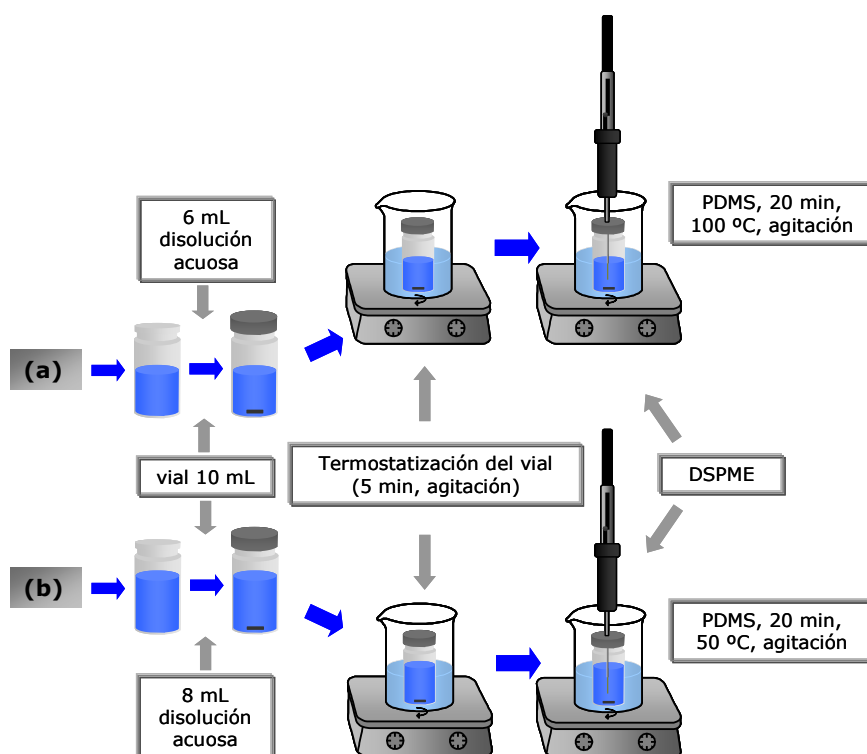 6 mL
disolución
acuosa
PDMS, 20 min,
100 ºC, agitación
(a)
vial 10 mL
Termostatización del vial
(5 min, agitación)
DSPME
(b)
PDMS, 20 min,
50 ºC, agitación
8 mL
disolución
acuosa